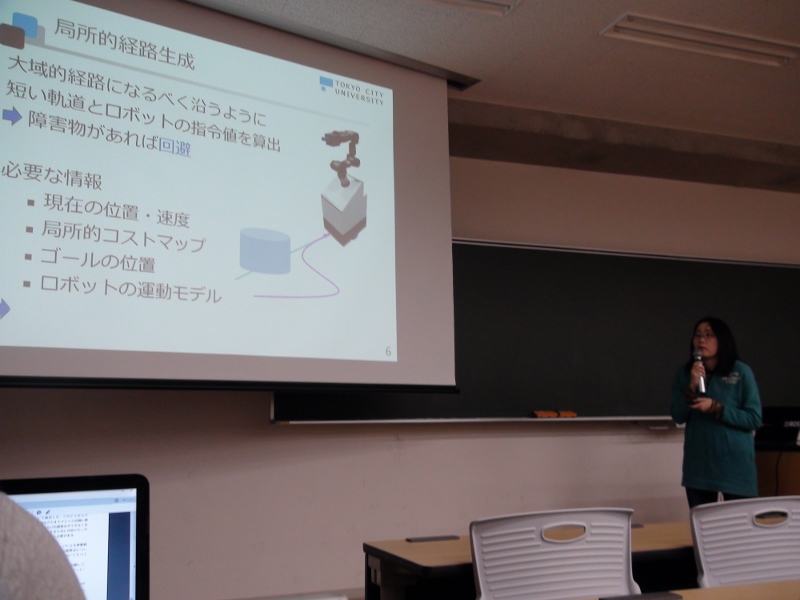 局所的経路生成
TOKYO CITY
UNIVERSITY
大域的経路になるべく沿うように
短い軌道とロボットの指令値を算出
障害物があれば回避
必要な情報
■ 現在の位置・速度
■ 局所的コストマップ
■ ゴールの位置
■ ロボットの運動モデル
6